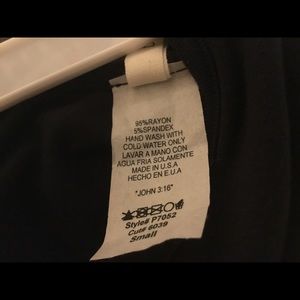 95%RAYON
5%SPANDEX
HAND WASH WITH
COLD WATER ONLY
LAVAR A MANO CON
AGUA FRIA SOLAMENTE
MADE IN U.S.A
HECHO EN E.U.A
"JOHN 3:16"
Style# P7052
Cut# 6039
Small